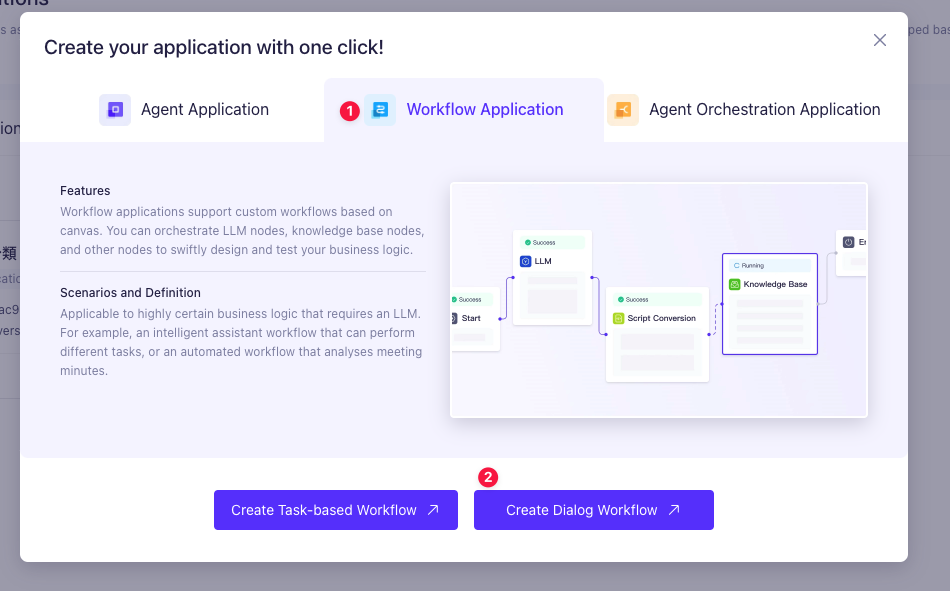 Create your application with one click!
Agent Application
1
Workflow Application
Agent Orchestration Application
Features
Workflow applications support custom workflows based on
canvas. You can orchestrate LLM nodes, knowledge base nodes,
and other nodes to swiftly design and test your business logic.
Scenarios and Definition
Applicable to highly certain business logic that requires an LLM.
For example, an intelligent assistant workflow that can perform
different tasks, or an automated workflow that analyses meeting
minutes.
Success
Start
Success
LLM
Success
Script Conversion
Running
Knowledge Base
2
Create Task-based Workflow
Create Dialog Workflow